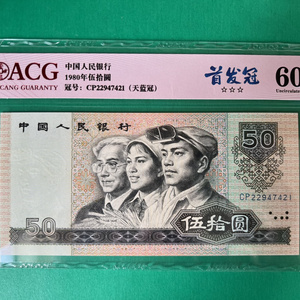 ACG
CANG GUARANTY
中国人民银行
1980年伍拾圆
冠号：CP22947421（天蓝冠）
首发冠
☆☆☆
60
Uncirculated
中国人民银行
50
CP22947421
50
伍拾圆